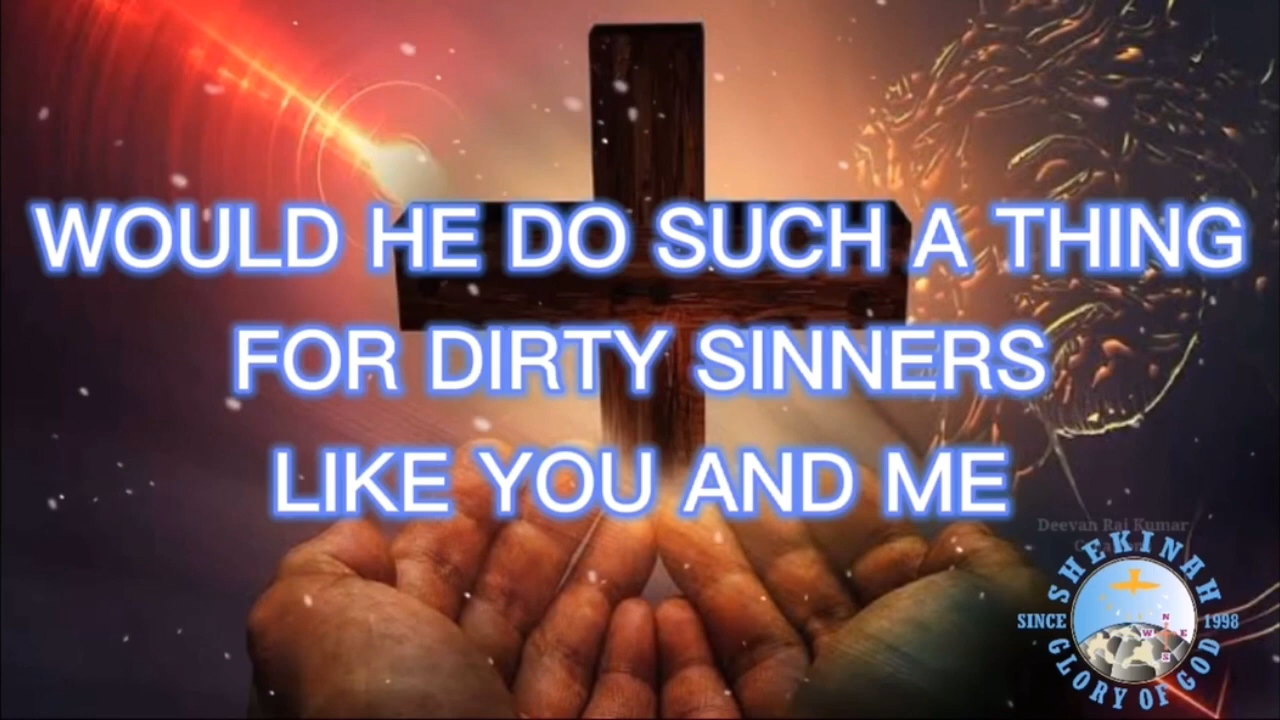 WOULD HE DO SUCH A THING
FOR DIRTY SINNERS
LIKE YOU AND ME
Deevan Raj Kumar
SHEKINAH
SINCE 1998
N
W E
S
GLORY OF GOD